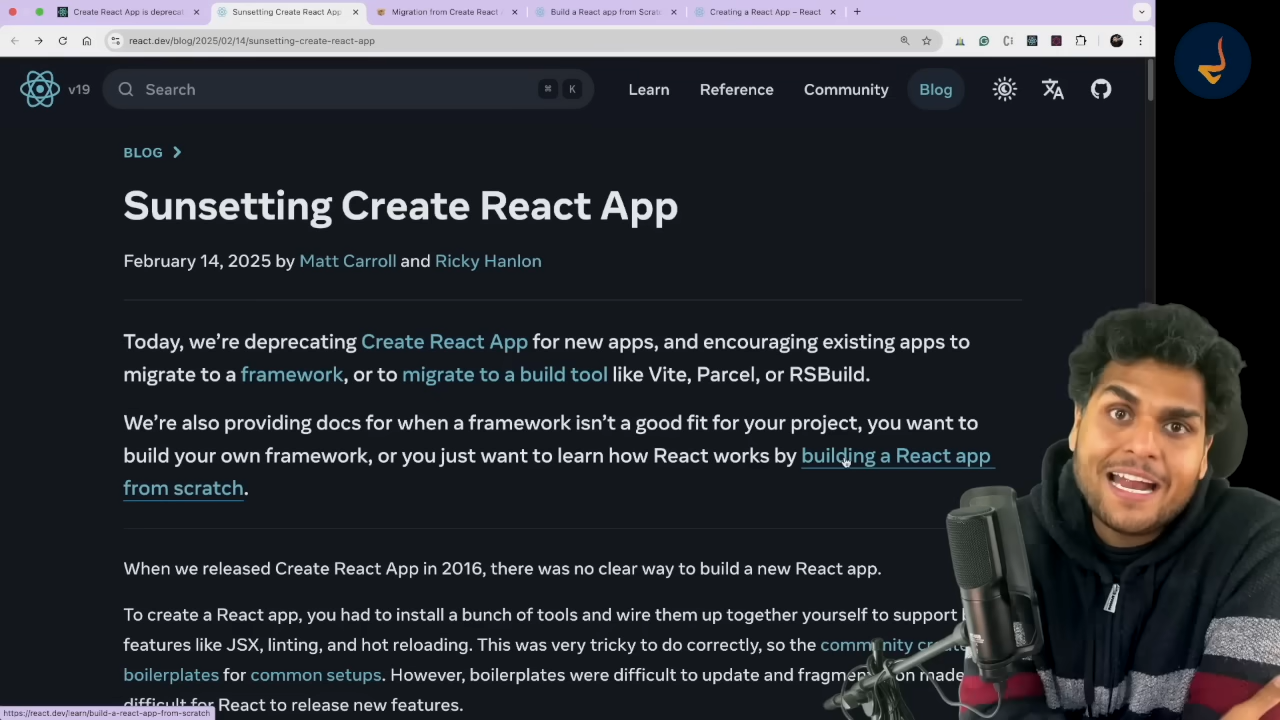 Create React App is deprecat
Sunsetting Create React App
Migration from Create React
Build a React app from Scratc
Creating a React App – React
react.dev/blog/2025/02/14/sunsetting-create-react-app
v19
Search
⌘ K
Learn
Reference
Community
Blog
BLOG
Sunsetting Create React App
February 14, 2025 by Matt Carroll and Ricky Hanlon
Today, we're deprecating Create React App for new apps, and encouraging existing apps to
migrate to a framework, or to migrate to a build tool like Vite, Parcel, or RSBuild.
We're also providing docs for when a framework isn't a good fit for your project, you want to
build your own framework, or you just want to learn how React works by building a React app
from scratch.
When we released Create React App in 2016, there was no clear way to build a new React app.
To create a React app, you had to install a bunch of tools and wire them up together yourself to support
features like JSX, linting, and hot reloading. This was very tricky to do correctly, so the community
boilerplates for common setups. However, boilerplates were difficult to update and made
difficult for React to release new features.
https://react.dev/learn/build-a-react-app-from-scratch